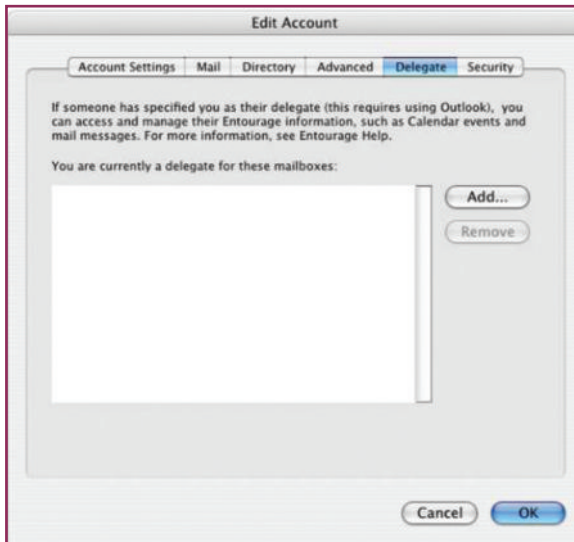 Edit Account
Account Settings Mail Directory Advanced Delegate Security
If someone has specified you as their delegate (this requires using Outlook), you
can access and manage their Entourage information, such as Calendar events and
mail messages. For more information, see Entourage Help.
You are currently a delegate for these mailboxes:
Add...
Remove
Cancel OK